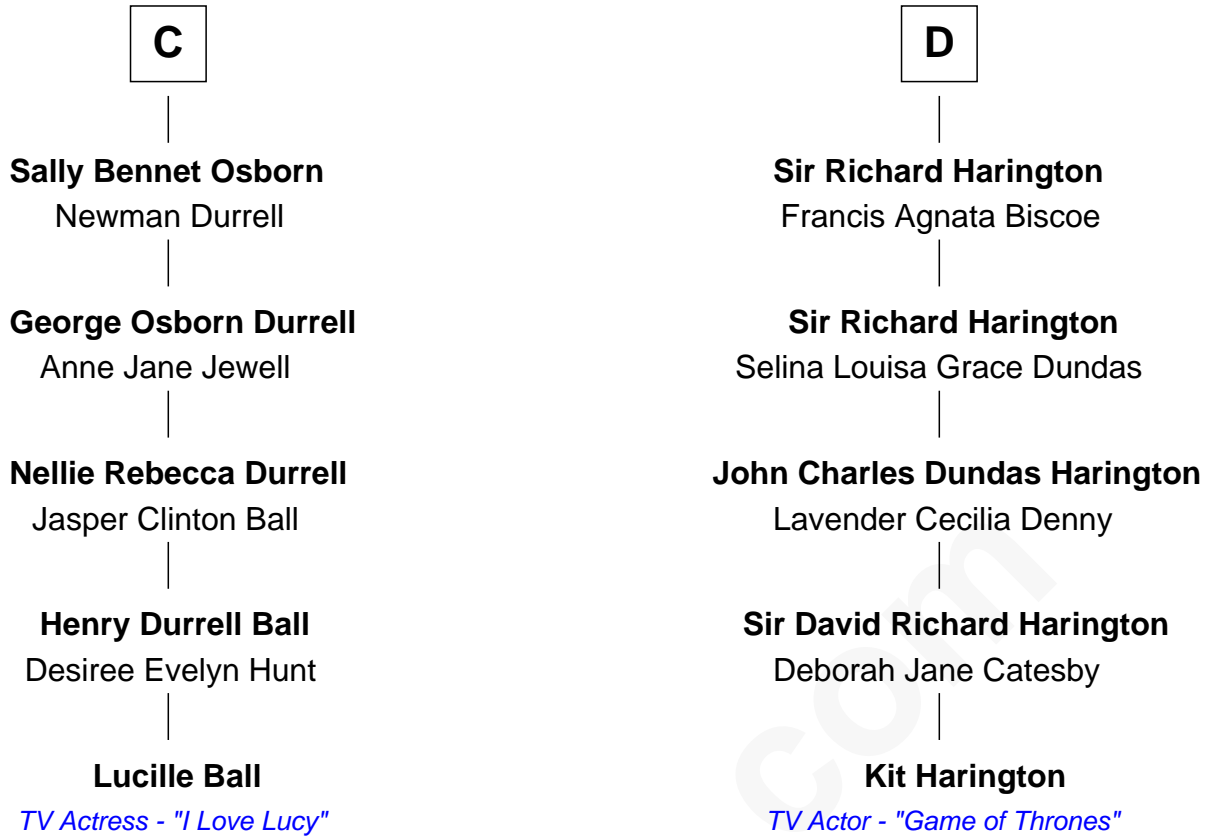 C
Sally Bennet Osborn
Newman Durrell
George Osborn Durrell
Anne Jane Jewell
Nellie Rebecca Durrell
Jasper Clinton Ball
Henry Durrell Ball
Desiree Evelyn Hunt
Lucille Ball
TV Actress - "I Love Lucy"
D
Sir Richard Harington
Francis Agnata Biscoe
Sir Richard Harington
Selina Louisa Grace Dundas
John Charles Dundas Harington
Lavender Cecilia Denny
Sir David Richard Harington
Deborah Jane Catesby
Kit Harington
TV Actor - "Game of Thrones"
com